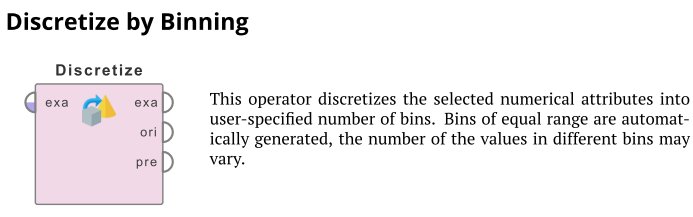 Discretize by Binning
Discretize
exa exa
ori
pre
This operator discretizes the selected numerical attributes into
user-specified number of bins. Bins of equal range are automat-
ically generated, the number of the values in different bins may
vary.